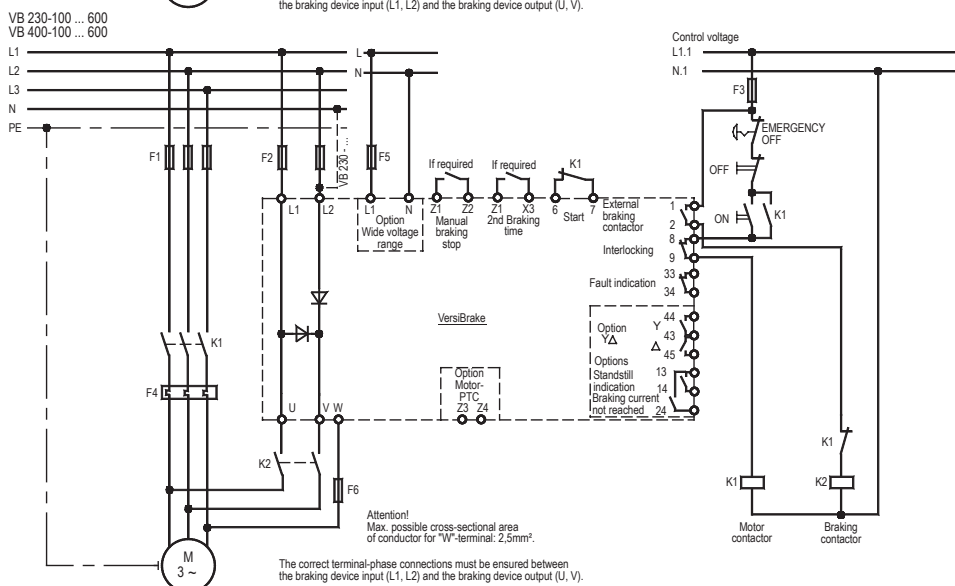 the braking device input (L1, L2) and the braking device output (U, V).
VB 230-100 ... 600
VB 400-100 ... 600
L1
L2
L3
N
PE
L
N
Control voltage
L1.1
N.1
F1
F2
VB 230 - ...
F5
F3
EMERGENCY
OFF
OFF
ON
K1
If required
If required
K1
L1
L2
L1
N
Z1
Z2
Z1
X3
6
7
Option
Wide voltage
range
Manual
braking
stop
2nd Braking
time
Start
External
braking
contactor
1
2
Interlocking
8
9
Fault indication
33
34
VersiBrake
Option
Y△
Y
△
44
43
45
Options
Standstill
indication
Braking current
not reached
13
14
24
K1
F4
Option
Motor-
PTC
Z3
Z4
U
V
W
K2
F6
K1
K1
K2
Attention!
Max. possible cross-sectional area
of conductor for "W"-terminal: 2,5mm².
Motor
contactor
Braking
contactor
M
3 ~
The correct terminal-phase connections must be ensured between
the braking device input (L1, L2) and the braking device output (U, V).